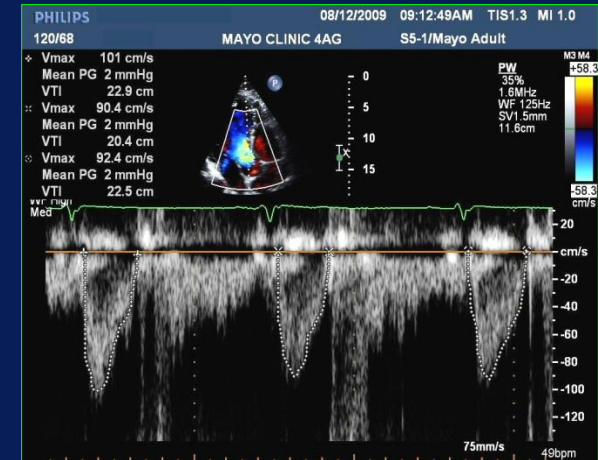 PHILIPS 08/12/2009 09:12:49AM TIS1.3 MI 1.0
120/68 MAYO CLINIC 4AG S5-1/Mayo Adult
Vmax 101 cm/s
Mean PG 2 mmHg
VTI 22.9 cm
Vmax 90.4 cm/s
Mean PG 2 mmHg
VTI 20.4 cm
Vmax 92.4 cm/s
Mean PG 2 mmHg
VTI 22.5 cm
Med
P
0
5
10
15
PW
35%
1.6MHz
WF 125Hz
SV1.5mm
11.6cm
M3 M4
+58.3
-58.3
cm/s
20
cm/s
-20
-40
-60
-80
-100
-120
75mm/s
49bpm